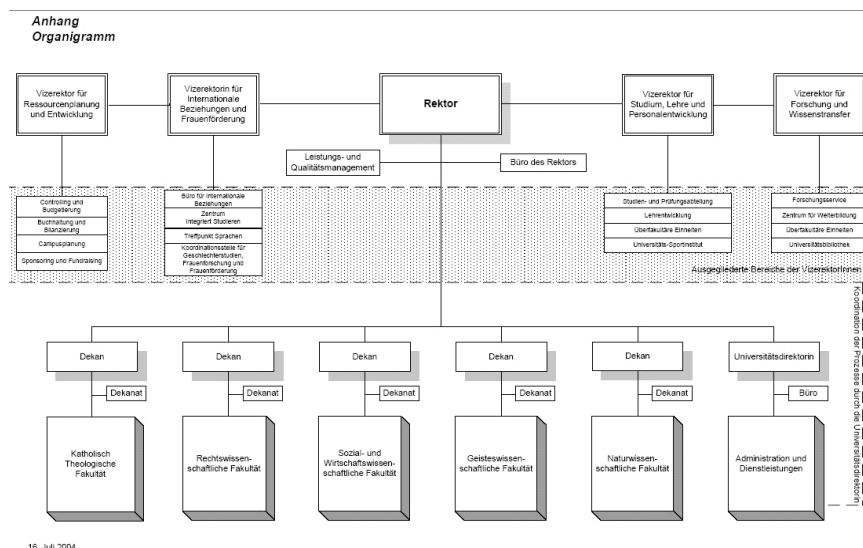 Anhang
Organigramm
Vizerektor für
Ressourcenplanung
und Entwicklung
Vizerektorin für
Internationale
Beziehungen und
Frauenförderung
Rektor
Vizerektor für
Studium, Lehre und
Personalentwicklung
Vizerektor für
Forschung und
Wissenstransfer
Leistungs- und
Qualitätsmanagement
Büro des Rektors
Controlling und
Budgetierung
Buchhaltung und
Bilanzierung
Campusplanung
Sponsoring und Fundraising
Büro für Internationale
Beziehungen
Zentrum
Integriert Studieren
Treffpunkt Sprachen
Koordinationsstelle für
Geschlechterstudien,
Frauenforschung und
Frauenförderung
Studien- und Prüfungsabteilung
Lehrentwicklung
Überfakultäre Einheiten
Universitäts-Sportinstitut
Forschungsservice
Zentrum für Weiterbildung
Überfakultäre Einheiten
Universitätsbibliothek
Ausgegliederte Bereiche der VizerektorInnen
Koordination der Prozesse durch die Universitätsdirektorin
Dekan
Dekan
Dekan
Dekan
Dekan
Universitätsdirektorin
Dekanat
Dekanat
Dekanat
Dekanat
Dekanat
Büro
Katholisch
Theologische
Fakultät
Rechtswissen-
schaftliche Fakultät
Sozial- und
Wirtschaftswissen-
schaftliche Fakultät
Geisteswissen-
schaftliche Fakultät
Naturwissen-
schaftliche Fakultät
Administration und
Dienstleistungen
16. Juli 2004